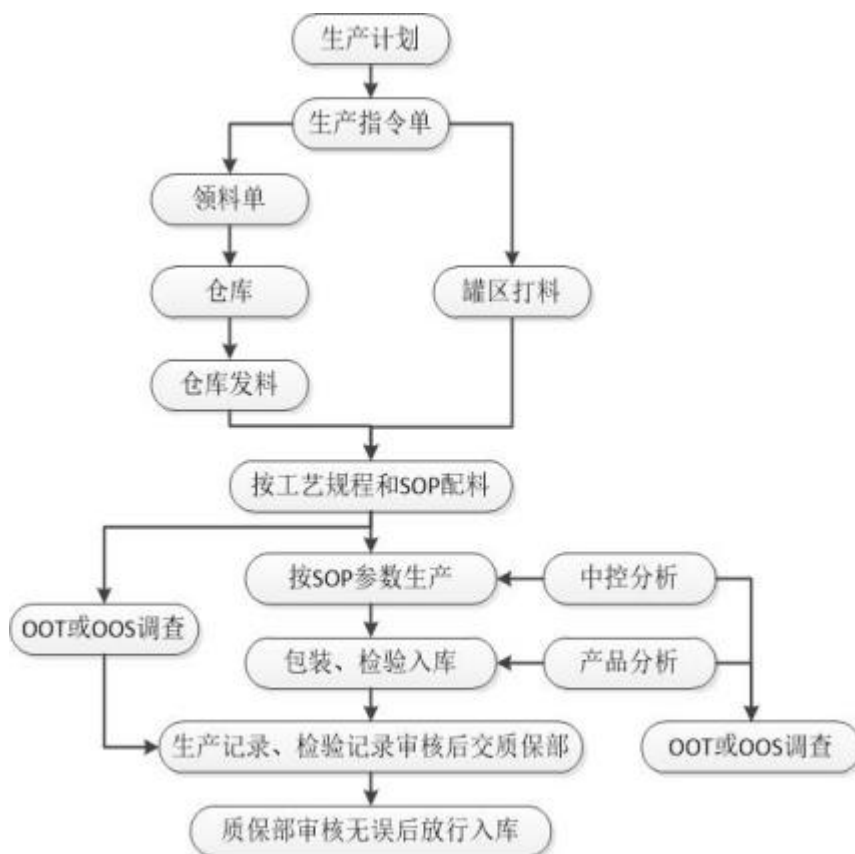 生产计划
生产指令单
领料单
仓库
罐区打料
仓库发料
按工艺规程和SOP配料
按SOP参数生产
中控分析
OOT或OOS调查
包装、检验入库
产品分析
生产记录、检验记录审核后交质保部
OOT或OOS调查
质保部审核无误后放行入库